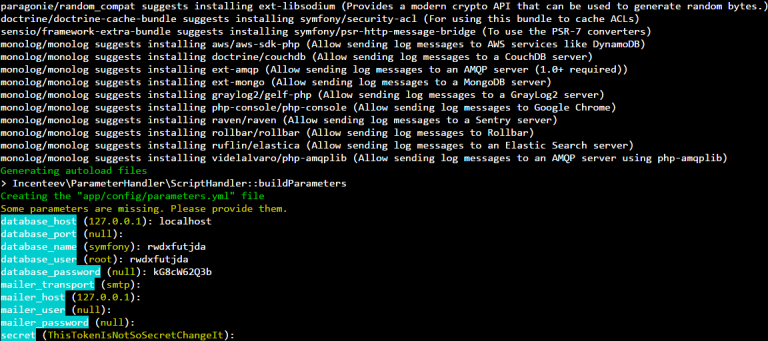 paragonie/random_compat suggests installing ext-libsodium (Provides a modern crypto API that can be used to generate random bytes.)
doctrine/doctrine-cache-bundle suggests installing symfony/security-acl (For using this bundle to cache ACLs)
sensio/framework-extra-bundle suggests installing symfony/psr-http-message-bridge (To use the PSR-7 converters)
monolog/monolog suggests installing aws/aws-sdk-php (Allow sending log messages to AWS services like DynamoDB)
monolog/monolog suggests installing doctrine/couchdb (Allow sending log messages to a CouchDB server)
monolog/monolog suggests installing ext-amqp (Allow sending log messages to an AMQP server (1.0+ required))
monolog/monolog suggests installing ext-mongo (Allow sending log messages to a MongoDB server)
monolog/monolog suggests installing graylog2/gelf-php (Allow sending log messages to a GrayLog2 server)
monolog/monolog suggests installing php-console/php-console (Allow sending log messages to Google Chrome)
monolog/monolog suggests installing raven/raven (Allow sending log messages to a Sentry server)
monolog/monolog suggests installing rollbar/rollbar (Allow sending log messages to Rollbar)
monolog/monolog suggests installing ruflin/elastica (Allow sending log messages to an Elastic Search server)
monolog/monolog suggests installing videlalvaro/php-amqplib (Allow sending log messages to an AMQP server using php-amqplib)
Generating autoload files
> Incenteev\ParameterHandler\ScriptHandler::buildParameters
Creating the "app/config/parameters.yml" file
Some parameters are missing. Please provide them.
database_host (127.0.0.1): localhost
database_port (null):
database_name (symfony): rwdxfutjda
database_user (root): rwdxfutjda
database_password (null): kG8cW62Q3b
mailer_transport (smtp):
mailer_host (127.0.0.1):
mailer_user (null):
mailer_password (null):
secret (ThisTokenIsNotSoSecretChangeIt):